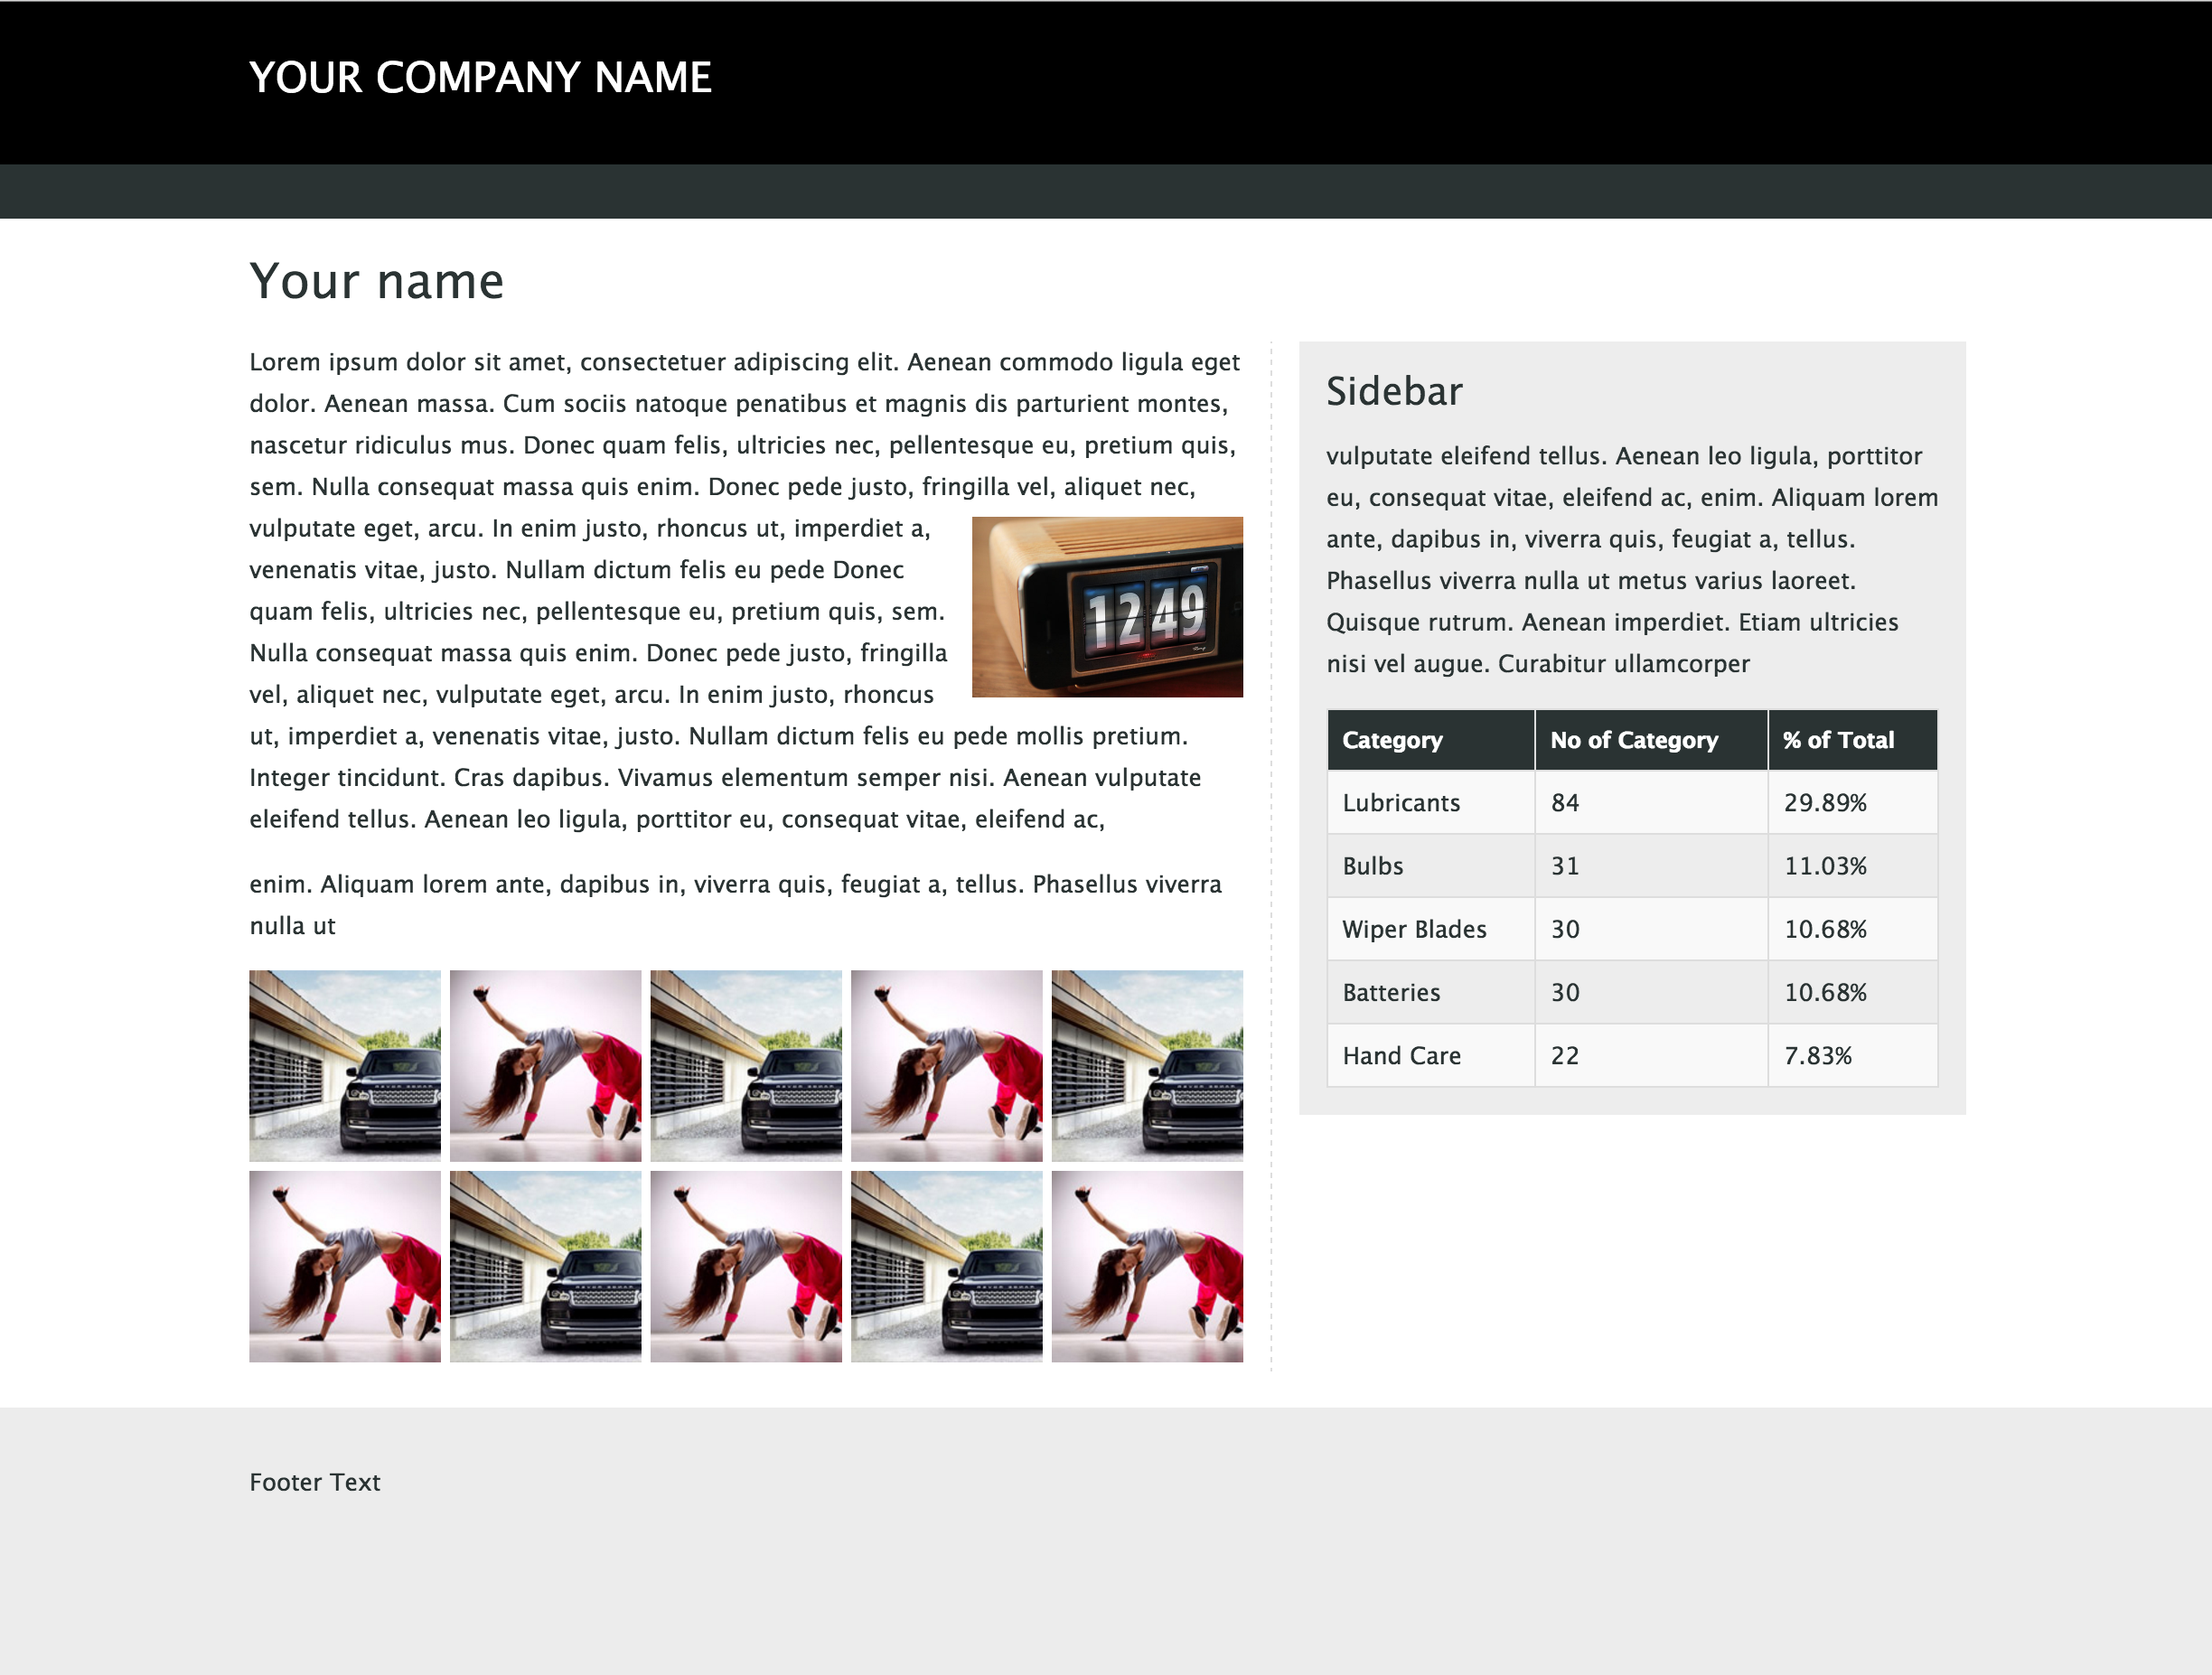 YOUR COMPANY NAME
Your name
Lorem ipsum dolor sit amet, consectetuer adipiscing elit. Aenean commodo ligula eget
dolor. Aenean massa. Cum sociis natoque penatibus et magnis dis parturient montes,
nascetur ridiculus mus. Donec quam felis, ultricies nec, pellentesque eu, pretium quis,
sem. Nulla consequat massa quis enim. Donec pede justo, fringilla vel, aliquet nec,
vulputate eget, arcu. In enim justo, rhoncus ut, imperdiet a,
venenatis vitae, justo. Nullam dictum felis eu pede Donec
quam felis, ultricies nec, pellentesque eu, pretium quis, sem.
Nulla consequat massa quis enim. Donec pede justo, fringilla
vel, aliquet nec, vulputate eget, arcu. In enim justo, rhoncus
ut, imperdiet a, venenatis vitae, justo. Nullam dictum felis eu pede mollis pretium.
Integer tincidunt. Cras dapibus. Vivamus elementum semper nisi. Aenean vulputate
eleifend tellus. Aenean leo ligula, porttitor eu, consequat vitae, eleifend ac,
enim. Aliquam lorem ante, dapibus in, viverra quis, feugiat a, tellus. Phasellus viverra
nulla ut
1249
Sidebar
vulputate eleifend tellus. Aenean leo ligula, porttitor
eu, consequat vitae, eleifend ac, enim. Aliquam lorem
ante, dapibus in, viverra quis, feugiat a, tellus.
Phasellus viverra nulla ut metus varius laoreet.
Quisque rutrum. Aenean imperdiet. Etiam ultricies
nisi vel augue. Curabitur ullamcorper
Category No of Category % of Total
Lubricants 84 29.89%
Bulbs 31 11.03%
Wiper Blades 30 10.68%
Batteries 30 10.68%
Hand Care 22 7.83%
Footer Text